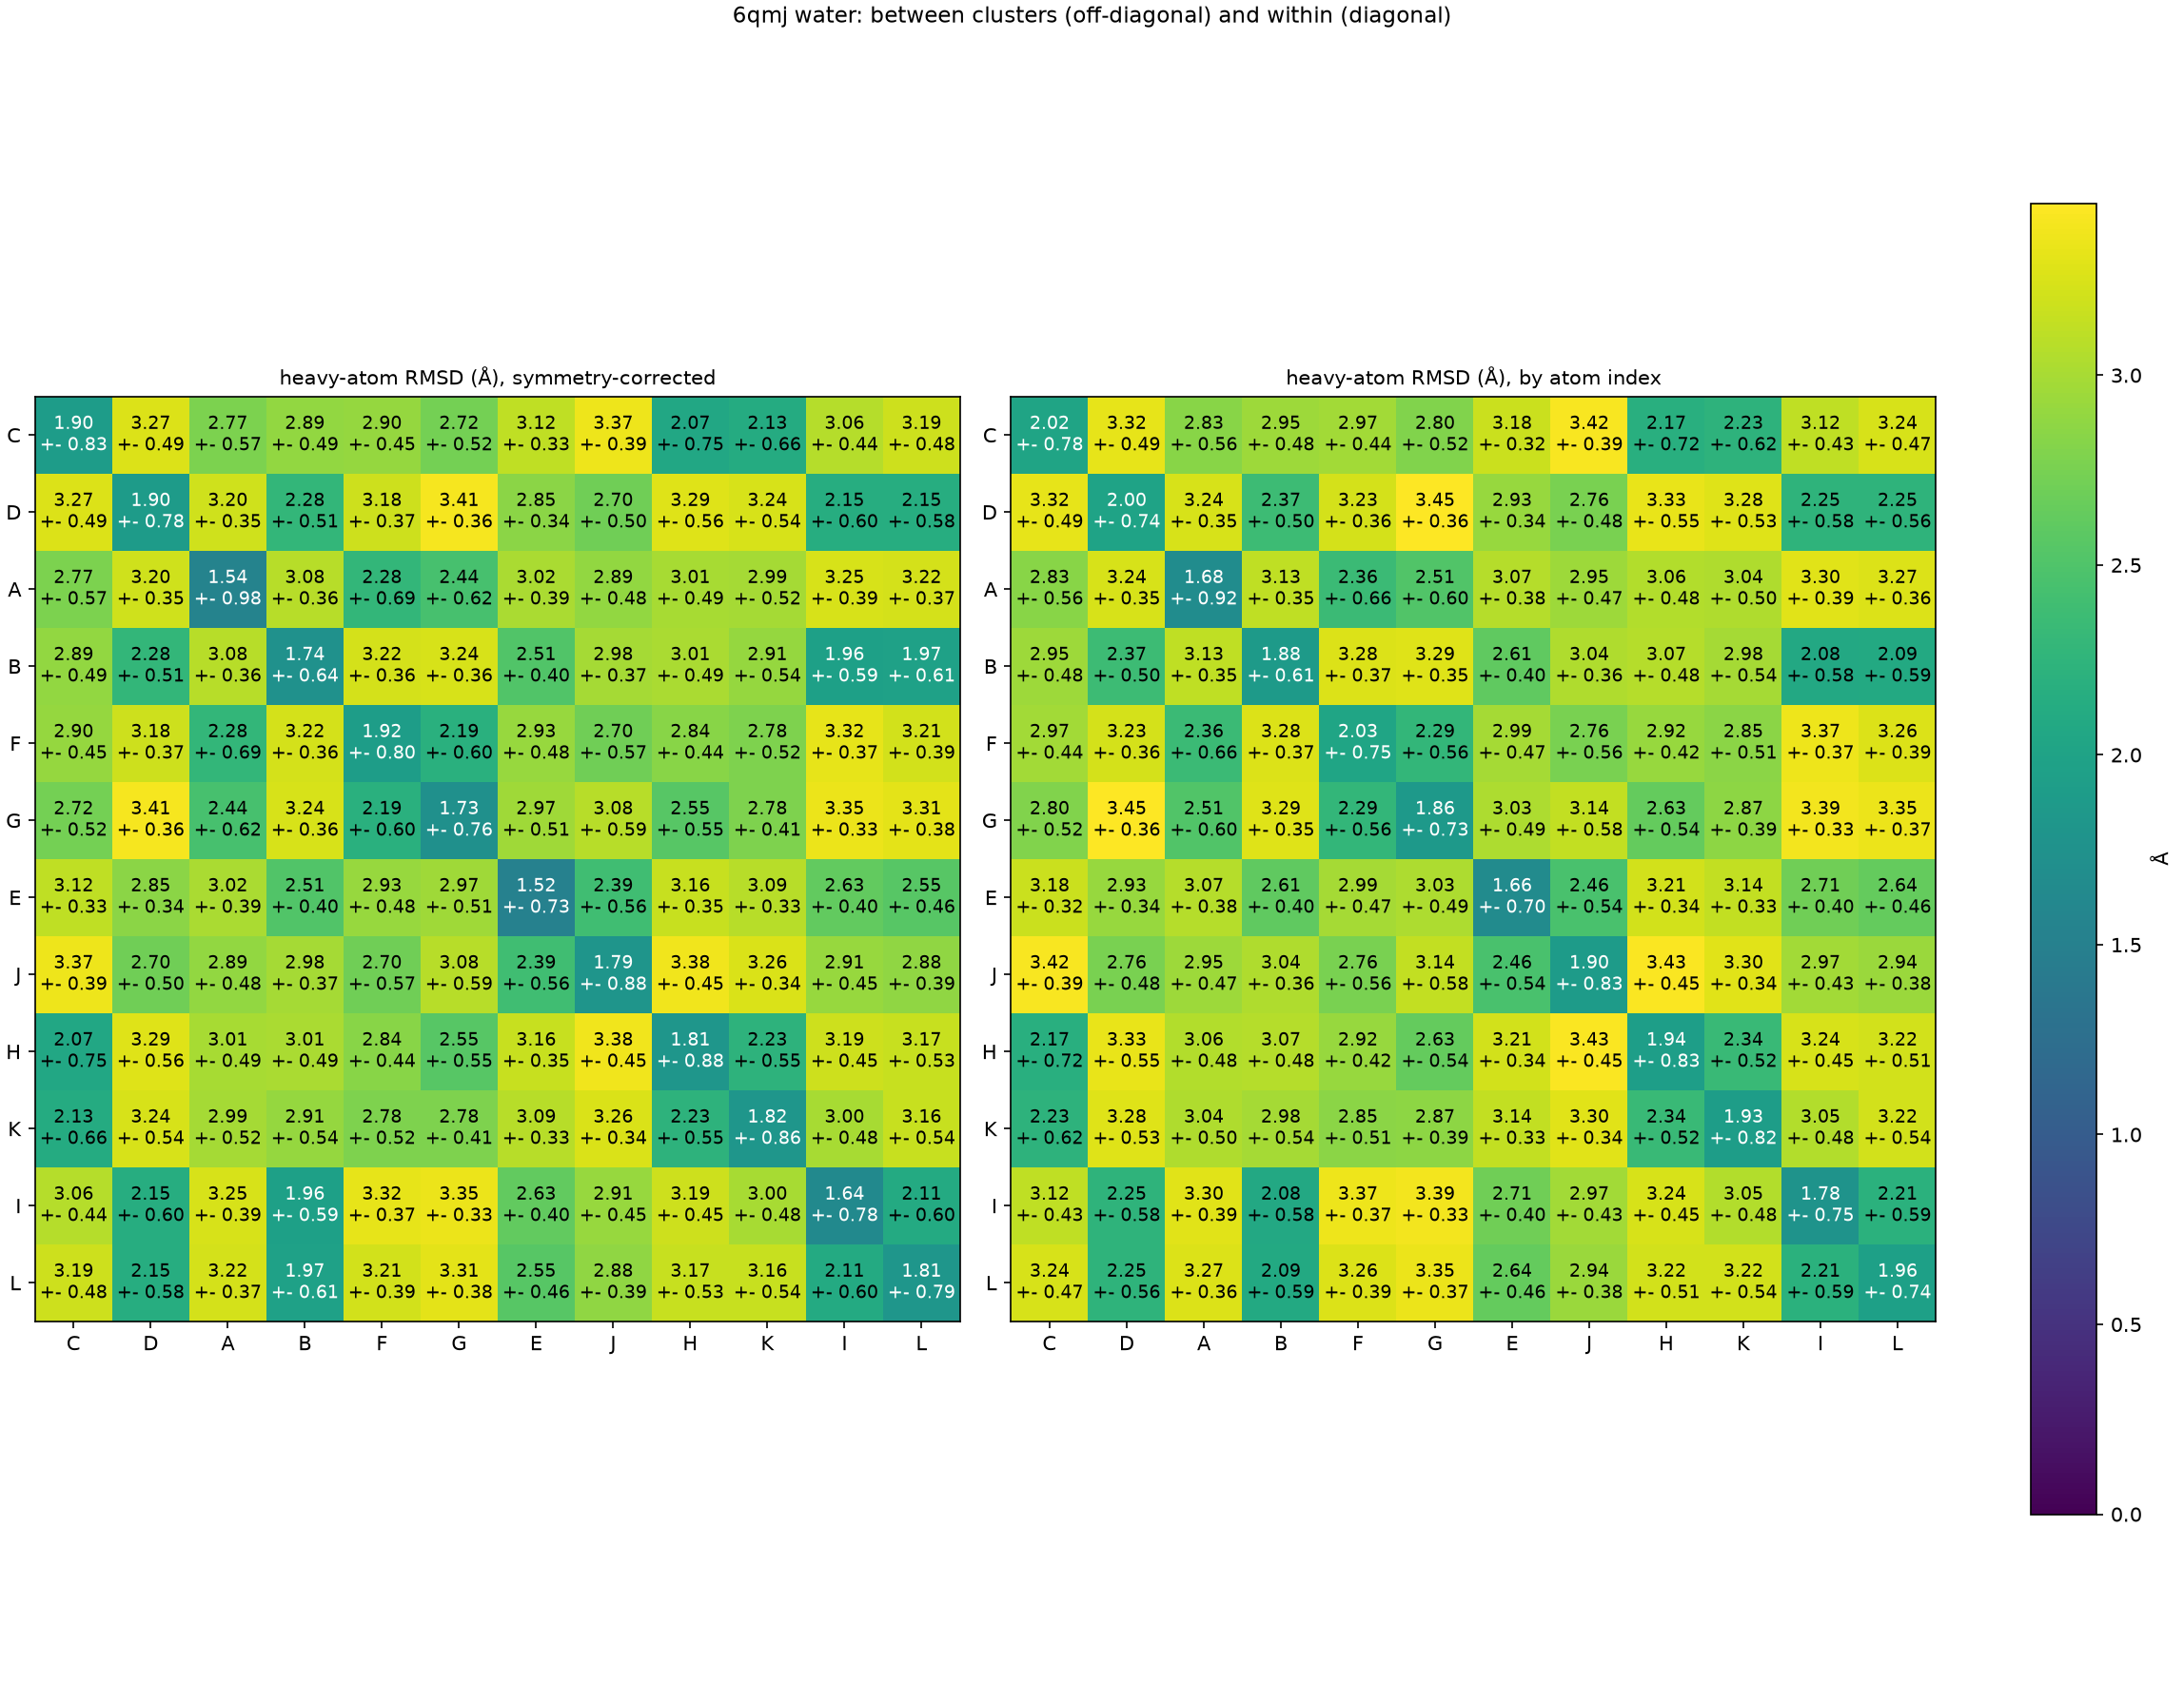 6qmj water: between clusters (off-diagonal) and within (diagonal)
heavy-atom RMSD (Å), symmetry-corrected
C 1.90 3.27 2.77 2.89 2.90 2.72 3.12 3.37 2.07 2.13 3.06 3.19
+- 0.83 +- 0.49 +- 0.57 +- 0.49 +- 0.45 +- 0.52 +- 0.33 +- 0.39 +- 0.75 +- 0.66 +- 0.44 +- 0.48
D 3.27 1.90 3.20 2.28 3.18 3.41 2.85 2.70 3.29 3.24 2.15 2.15
+- 0.49 +- 0.78 +- 0.35 +- 0.51 +- 0.37 +- 0.36 +- 0.34 +- 0.50 +- 0.56 +- 0.54 +- 0.60 +- 0.58
A 2.77 3.20 1.54 3.08 2.28 2.44 3.02 2.89 3.01 2.99 3.25 3.22
+- 0.57 +- 0.35 +- 0.98 +- 0.36 +- 0.69 +- 0.62 +- 0.39 +- 0.48 +- 0.49 +- 0.52 +- 0.39 +- 0.37
B 2.89 2.28 3.08 1.74 3.22 3.24 2.51 2.98 3.01 2.91 1.96 1.97
+- 0.49 +- 0.51 +- 0.36 +- 0.64 +- 0.36 +- 0.36 +- 0.40 +- 0.37 +- 0.49 +- 0.54 +- 0.59 +- 0.61
F 2.90 3.18 2.28 3.22 1.92 2.19 2.93 2.70 2.84 2.78 3.32 3.21
+- 0.45 +- 0.37 +- 0.69 +- 0.36 +- 0.80 +- 0.60 +- 0.48 +- 0.57 +- 0.44 +- 0.52 +- 0.37 +- 0.39
G 2.72 3.41 2.44 3.24 2.19 1.73 2.97 3.08 2.55 2.78 3.35 3.31
+- 0.52 +- 0.36 +- 0.62 +- 0.36 +- 0.60 +- 0.76 +- 0.51 +- 0.59 +- 0.55 +- 0.41 +- 0.33 +- 0.38
E 3.12 2.85 3.02 2.51 2.93 2.97 1.52 2.39 3.16 3.09 2.63 2.55
+- 0.33 +- 0.34 +- 0.39 +- 0.40 +- 0.48 +- 0.51 +- 0.73 +- 0.56 +- 0.35 +- 0.33 +- 0.40 +- 0.46
J 3.37 2.70 2.89 2.98 2.70 3.08 2.39 1.79 3.38 3.26 2.91 2.88
+- 0.39 +- 0.50 +- 0.48 +- 0.37 +- 0.57 +- 0.59 +- 0.56 +- 0.88 +- 0.45 +- 0.34 +- 0.45 +- 0.39
H 2.07 3.29 3.01 3.01 2.84 2.55 3.16 3.38 1.81 2.23 3.19 3.17
+- 0.75 +- 0.56 +- 0.49 +- 0.49 +- 0.44 +- 0.55 +- 0.35 +- 0.45 +- 0.88 +- 0.55 +- 0.45 +- 0.53
K 2.13 3.24 2.99 2.91 2.78 2.78 3.09 3.26 2.23 1.82 3.00 3.16
+- 0.66 +- 0.54 +- 0.52 +- 0.54 +- 0.52 +- 0.41 +- 0.33 +- 0.34 +- 0.55 +- 0.86 +- 0.48 +- 0.54
I 3.06 2.15 3.25 1.96 3.32 3.35 2.63 2.91 3.19 3.00 1.64 2.11
+- 0.44 +- 0.60 +- 0.39 +- 0.59 +- 0.37 +- 0.33 +- 0.40 +- 0.45 +- 0.45 +- 0.48 +- 0.78 +- 0.60
L 3.19 2.15 3.22 1.97 3.21 3.31 2.55 2.88 3.17 3.16 2.11 1.81
+- 0.48 +- 0.58 +- 0.37 +- 0.61 +- 0.39 +- 0.38 +- 0.46 +- 0.39 +- 0.53 +- 0.54 +- 0.60 +- 0.79
C D A B F G E J H K I L
heavy-atom RMSD (Å), by atom index
C 2.02 3.32 2.83 2.95 2.97 2.80 3.18 3.42 2.17 2.23 3.12 3.24
+- 0.78 +- 0.49 +- 0.56 +- 0.48 +- 0.44 +- 0.52 +- 0.32 +- 0.39 +- 0.72 +- 0.62 +- 0.43 +- 0.47
D 3.32 2.00 3.24 2.37 3.23 3.45 2.93 2.76 3.33 3.28 2.25 2.25
+- 0.49 +- 0.74 +- 0.35 +- 0.50 +- 0.36 +- 0.36 +- 0.34 +- 0.48 +- 0.55 +- 0.53 +- 0.58 +- 0.56
A 2.83 3.24 1.68 3.13 2.36 2.51 3.07 2.95 3.06 3.04 3.30 3.27
+- 0.56 +- 0.35 +- 0.92 +- 0.35 +- 0.66 +- 0.60 +- 0.38 +- 0.47 +- 0.48 +- 0.50 +- 0.39 +- 0.36
B 2.95 2.37 3.13 1.88 3.28 3.29 2.61 3.04 3.07 2.98 2.08 2.09
+- 0.48 +- 0.50 +- 0.35 +- 0.61 +- 0.37 +- 0.35 +- 0.40 +- 0.36 +- 0.48 +- 0.54 +- 0.58 +- 0.59
F 2.97 3.23 2.36 3.28 2.03 2.29 2.99 2.76 2.92 2.85 3.37 3.26
+- 0.44 +- 0.36 +- 0.66 +- 0.37 +- 0.75 +- 0.56 +- 0.47 +- 0.56 +- 0.42 +- 0.51 +- 0.37 +- 0.39
G 2.80 3.45 2.51 3.29 2.29 1.86 3.03 3.14 2.63 2.87 3.39 3.35
+- 0.52 +- 0.36 +- 0.60 +- 0.35 +- 0.56 +- 0.73 +- 0.49 +- 0.58 +- 0.54 +- 0.39 +- 0.33 +- 0.37
E 3.18 2.93 3.07 2.61 2.99 3.03 1.66 2.46 3.21 3.14 2.71 2.64
+- 0.32 +- 0.34 +- 0.38 +- 0.40 +- 0.47 +- 0.49 +- 0.70 +- 0.54 +- 0.34 +- 0.33 +- 0.40 +- 0.46
J 3.42 2.76 2.95 3.04 2.76 3.14 2.46 1.90 3.43 3.30 2.97 2.94
+- 0.39 +- 0.48 +- 0.47 +- 0.36 +- 0.56 +- 0.58 +- 0.54 +- 0.83 +- 0.45 +- 0.34 +- 0.43 +- 0.38
H 2.17 3.33 3.06 3.07 2.92 2.63 3.21 3.43 1.94 2.34 3.24 3.22
+- 0.72 +- 0.55 +- 0.48 +- 0.48 +- 0.42 +- 0.54 +- 0.34 +- 0.45 +- 0.83 +- 0.52 +- 0.45 +- 0.51
K 2.23 3.28 3.04 2.98 2.85 2.87 3.14 3.30 2.34 1.93 3.05 3.22
+- 0.62 +- 0.53 +- 0.50 +- 0.54 +- 0.51 +- 0.39 +- 0.33 +- 0.34 +- 0.52 +- 0.82 +- 0.48 +- 0.54
I 3.12 2.25 3.30 2.08 3.37 3.39 2.71 2.97 3.24 3.05 1.78 2.21
+- 0.43 +- 0.58 +- 0.39 +- 0.58 +- 0.37 +- 0.33 +- 0.40 +- 0.43 +- 0.45 +- 0.48 +- 0.75 +- 0.59
L 3.24 2.25 3.27 2.09 3.26 3.35 2.64 2.94 3.22 3.22 2.21 1.96
+- 0.47 +- 0.56 +- 0.36 +- 0.59 +- 0.39 +- 0.37 +- 0.46 +- 0.38 +- 0.51 +- 0.54 +- 0.59 +- 0.74
C D A B F G E J H K I L
3.0
2.5
2.0
1.5
1.0
0.5
0.0
Å